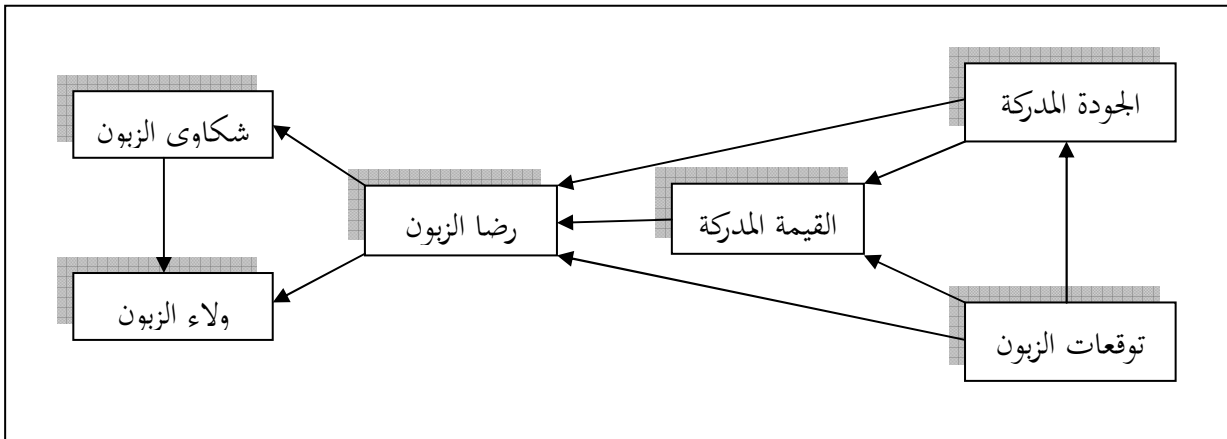 الجودة المدركة
شكاوى الزبون
القيمة المدركة
رضا الزبون
ولاء الزبون
توقعات الزبون